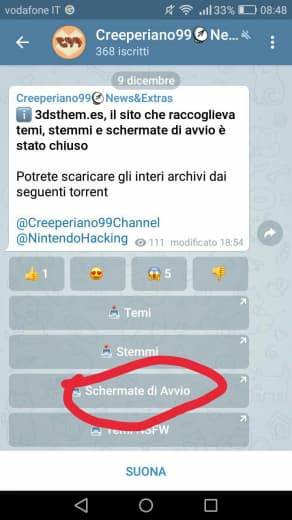 vodafone IT 33% 08:48
Creeperiano99 Ne...
368 iscritti
9 dicembre
Creeperiano99 News&Extras
3dsthem.es, il sito che raccoglieva
temi, stemmi e schermate di avvio è
stato chiuso
Potrete scaricare gli interi archivi dai
seguenti torrent
@Creeperiano99Channel
@NintendoHacking 111 modificato 18:54
1 5
Temi
Stemmi
Schermate di Avvio
Temi NSFW
SUONA